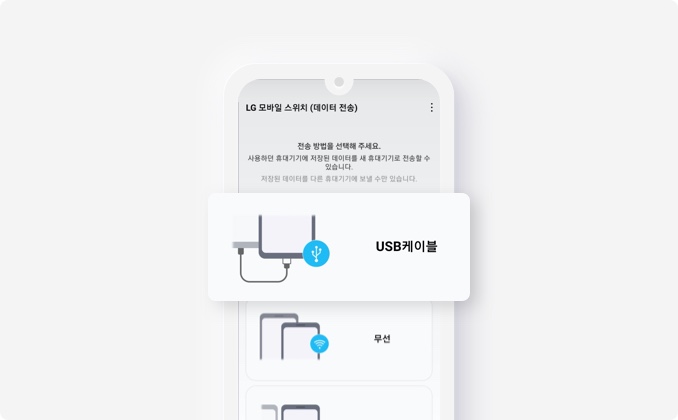 LG 모바일 스위치 (데이터 전송)
전송 방법을 선택해 주세요.
사용하던 휴대기기에 저장된 데이터를 새 휴대기기로 전송할 수
있습니다.
저장된 데이터를 다른 휴대기기에 보낼 수만 있습니다.
USB케이블
무선